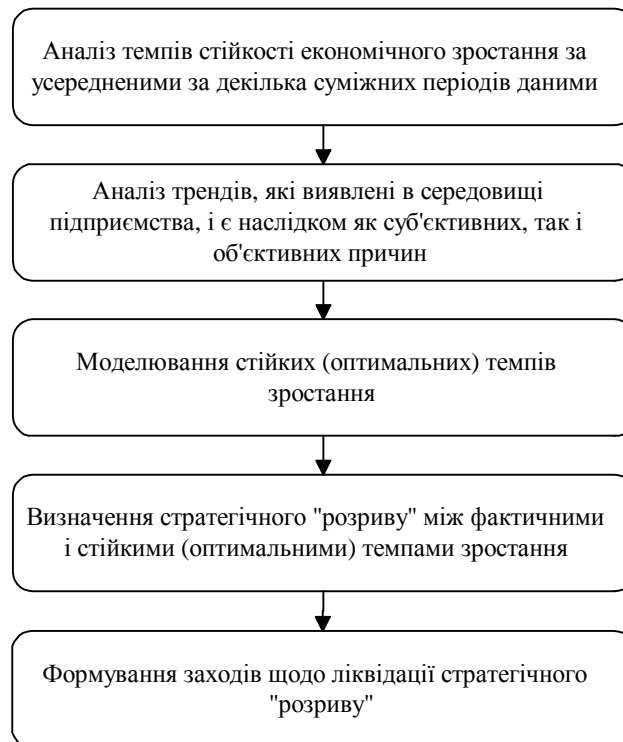 Аналіз темпів стійкості економічного зростання за
усередненими за декілька суміжних періодів даними
Аналіз трендів, які виявлені в середовищі
підприємства, і є наслідком як суб'єктивних, так і
об'єктивних причин
Моделювання стійких (оптимальних) темпів
зростання
Визначення стратегічного "розриву" між фактичними
і стійкими (оптимальними) темпами зростання
Формування заходів щодо ліквідації стратегічного
"розриву"